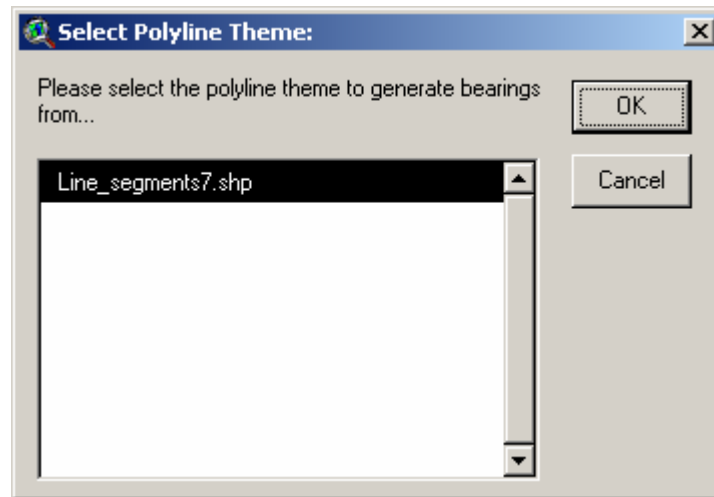 Select Polyline Theme:
Please select the polyline theme to generate bearings
from...
OK
Line_segments7.shp
Cancel